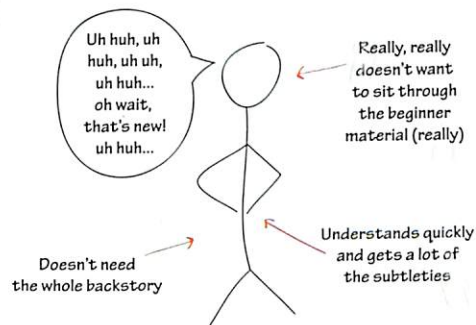 Uh huh, uh
huh, uh uh,
uh huh...
oh wait,
that's new!
uh huh...
Really, really
doesn't want
to sit through
the beginner
material (really)
Doesn't need
the whole backstory
Understands quickly
and gets a lot of
the subtleties